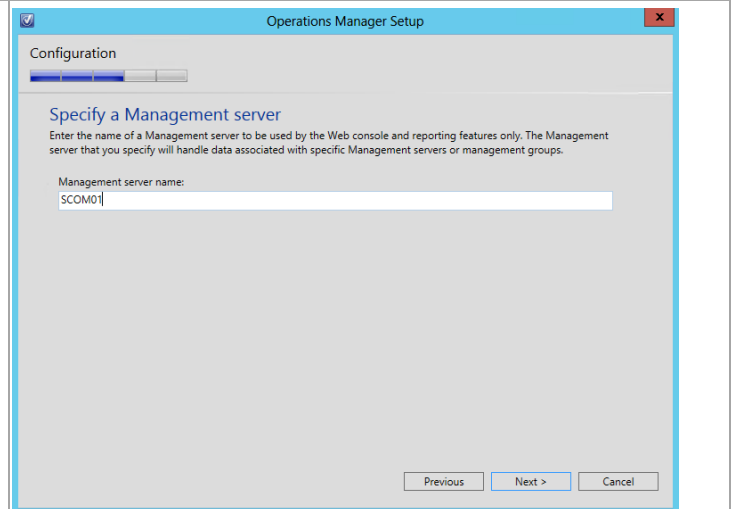 Operations Manager Setup
x
Configuration
Specify a Management server
Enter the name of a Management server to be used by the Web console and reporting features only. The Management
server that you specify will handle data associated with specific Management servers or management groups.
Management server name:
SCOM01
Previous
Next >
Cancel